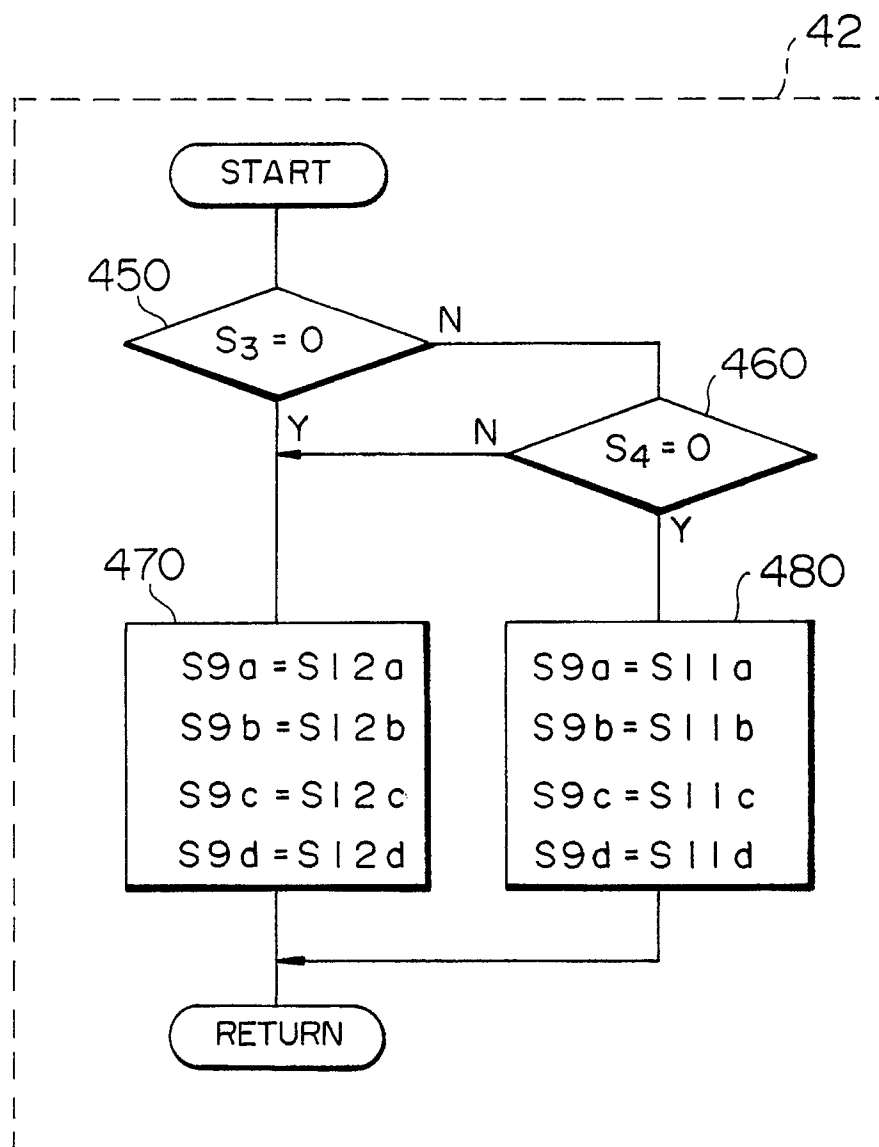 42
START
450
S3 = 0
N
460
Y
N
S4 = 0
Y
470
S9a = S12a
S9b = S12b
S9c = S12c
S9d = S12d
480
S9a = S11a
S9b = S11b
S9c = S11c
S9d = S11d
RETURN